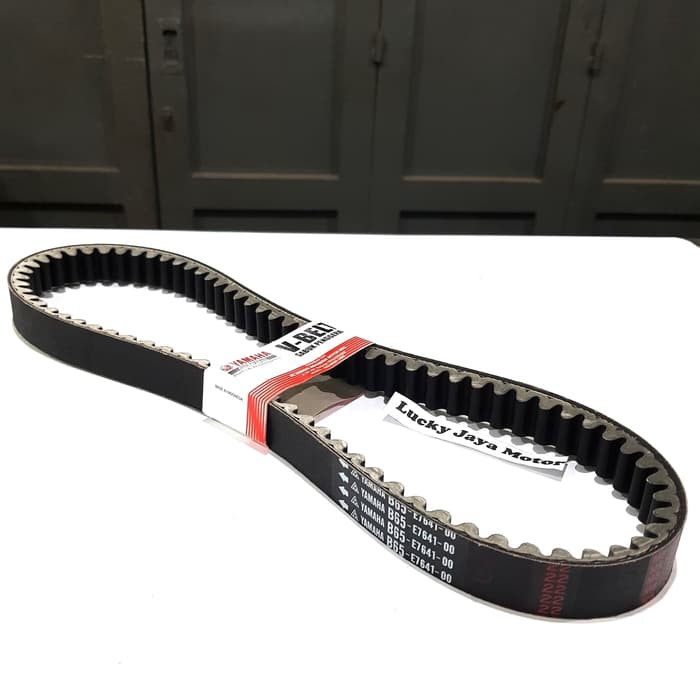 YAMAHA
V-BELT
SABUK PENGGERAK
MADE IN INDONESIA
Lucky Jaya Motor
YAMAHA B65-E7641-00
YAMAHA B65-E7641-00
YAMAHA B65-E7641-00
YAMAHA B65-E7641-00
22222